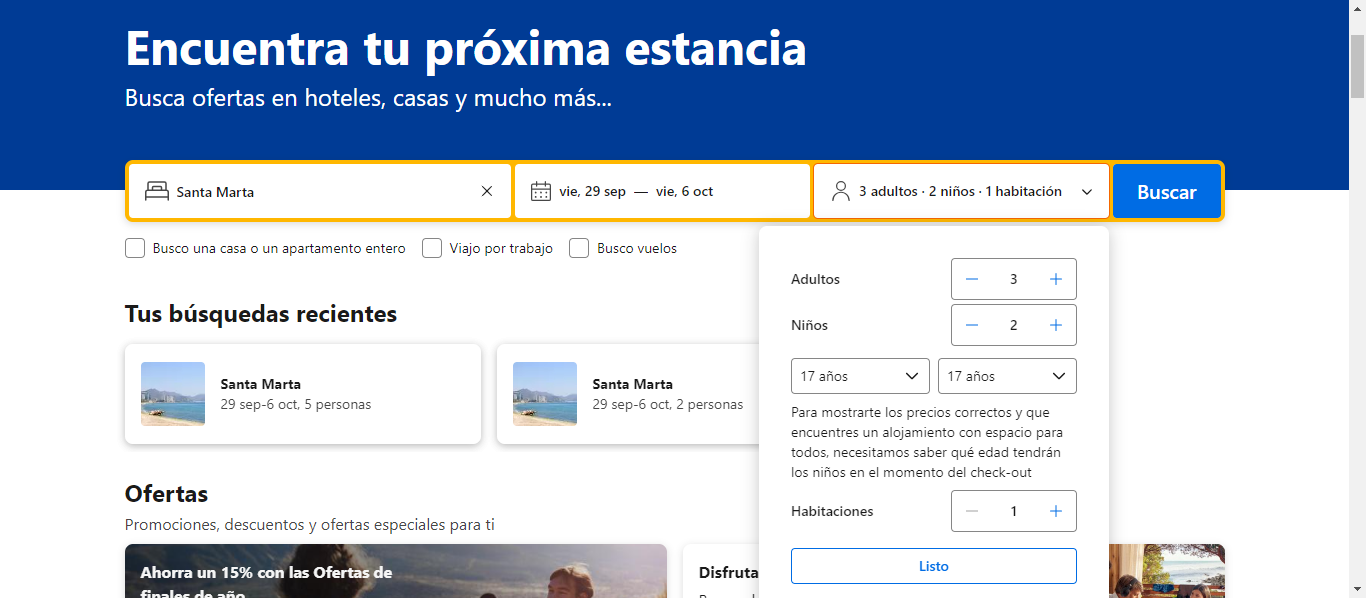 Encuentra tu próxima estancia
Busca ofertas en hoteles, casas y mucho más...
Santa Marta
vie, 29 sep — vie, 6 oct
3 adultos · 2 niños · 1 habitación
Buscar
Busco una casa o un apartamento entero
Viajo por trabajo
Busco vuelos
Adultos
3
Niños
2
17 años
17 años
Para mostrarte los precios correctos y que
encuentres un alojamiento con espacio para
todos, necesitamos saber qué edad tendrán
los niños en el momento del check-out
Habitaciones
1
Listo
Tus búsquedas recientes
Santa Marta
29 sep-6 oct, 5 personas
Santa Marta
29 sep-6 oct, 2 personas
Ofertas
Promociones, descuentos y ofertas especiales para ti
Ahorra un 15% con las Ofertas de
finales de año
Disfruta